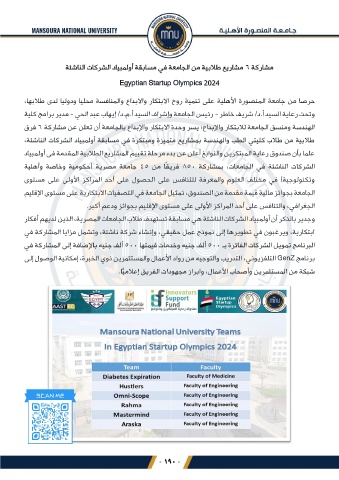 MANSOURA NATIONAL UNIVERSITY
جـامـعـة المنـصـورة الأهـليـة
مشاركة ٦ مشاريع طلابية من الجامعة في مسابقة أولمبياد الشركات الناشئة
Egyptian Startup Olympics 2024
حرصا من جامعة المنصورة الأهلية على تنمية روح الابتكار والإبداع والمنافسة محليا ودوليا لدى طلابها،
وتحت رعاية السيد أ.د/ شريف خاطر - رئيس الجامعة وإشراف السيد أ.م.د/ إيهاب عبد الحي - مدير برامج كلية
الهندسة ومنسق الجامعة للابتكار والإبداع؛ يسر وحدة الابتكار والإبداع بالجامعة أن تعلن عن مشاركة ٦ فرق
طلابية من طلاب كليتي الطب والهندسة بمشاريع متميزة ومبتكرة في مسابقة أولمبياد الشركات الناشئة،
علما بأن صندوق رعاية المبتكرين والنوابغ أعلن عن بدء مرحلة تقييم المشاريع الطلابية المقدمة في أولمبياد
الشركات الناشئة في الجامعات، بمشاركة ٨٥٠ فريقًا من ٤٥ جامعة مصرية (حكومية وخاصة وأهلية
وتكنولوجية) في مختلف العلوم والمعرفة للتنافس على الحصول على أحد المراكز الأولى على مستوى
الجامعة بجوائز مالية قيمة مقدمة من الصندوق، تمثيل الجامعة في التصفيات الابتكارية على مستوى الإقليم
الجغرافي، والتنافس على أحد المراكز الأولى على مستوى الإقليم بجوائز ودعم أكبر.
وجدير بالذكر أن أولمبياد الشركات الناشئة هي مسابقة تستهدف طلاب الجامعات المصرية، الذين لديهم أفكار
ابتكارية، ويرغبون في تطويرها إلى نموذج عمل حقيقي، وإنشاء شركة ناشئة، وتشمل مزايا المشاركة في
البرنامج تمويل الشركات الفائزة بـ ٥٠٠ ألف جنيه وخدمات قيمتها ٥٠٠ ألف جنيه بالإضافة إلى المشاركة في
برنامج GenZ التلفزيوني، التدريب والتوجيه من رواد الأعمال والمستثمرين ذوي الخبرة، إمكانية الوصول إلى
شبكة من المستثمرين وأصحاب الأعمال، وابراز مجهودات الفريق إعلاميًا.
AAST
Innovators Support Fund
Egyptian Startup Olympics
Mansoura National University Teams
In Egyptian Startup Olympics 2024
Team Faculty
Diabetes Expiration Faculty of Medicine
Hustlers Faculty of Engineering
Omni-Scope Faculty of Engineering
Rahma Faculty of Engineering
Mastermind Faculty of Engineering
Araska Faculty of Engineering
SCAN ME
- ١٩٠ -